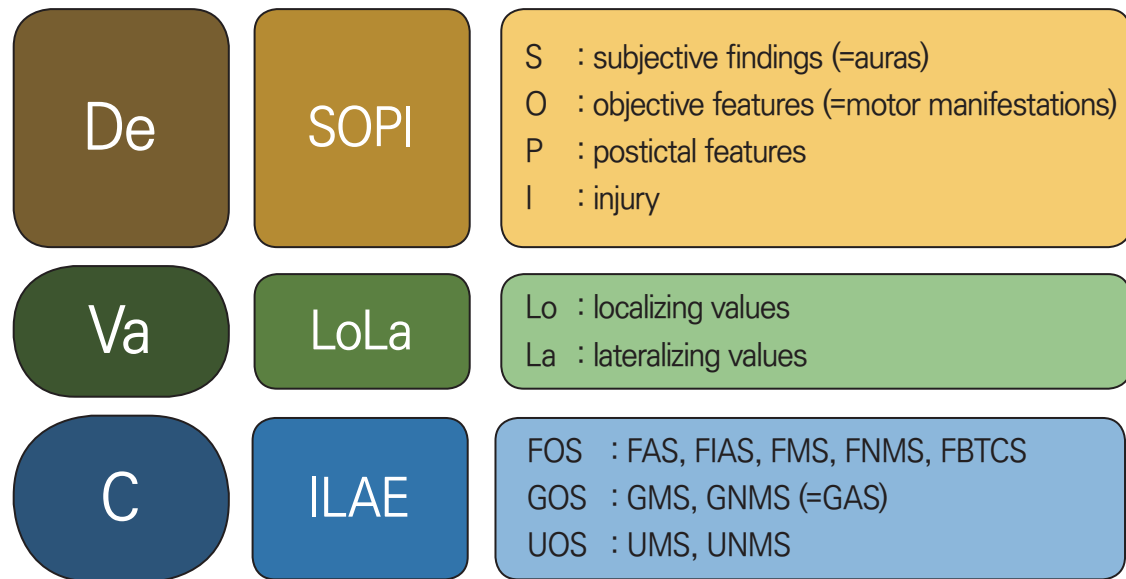 De
SOPI
S : subjective findings (=auras)
O : objective features (=motor manifestations)
P : postictal features
I : injury
Va
LoLa
Lo : localizing values
La : lateralizing values
C
ILAE
FOS : FAS, FIAS, FMS, FNMS, FBTCS
GOS : GMS, GNMS (=GAS)
UOS : UMS, UNMS